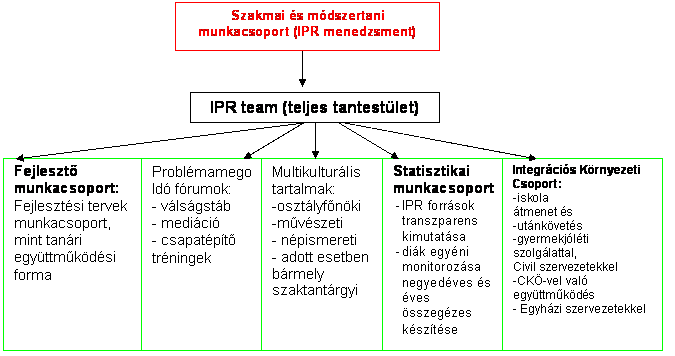 Szakmai és módszertani
munkacsoport (IPR menedzsment)
IPR team (teljes tantestület)
Fejlesztő
munkacsoport:
Fejlesztési tervek
munkacsoport,
mint tanári
együttműködési
forma
Problémamego
ldó fórumok:
- válságstáb
- mediáció
- csapatépítő
tréningek
Multikulturális
tartalmak:
-osztályfőnöki
-művészeti
- népismereti
- adott esetben
bármely
szaktantárgyi
Statisztikai
munkacsoport
- IPR források
transzparens
kimutatása
- diák egyéni
monitorozása
negyedéves és
éves
összegézes
készítése
Integrációs Környezeti
Csoport:
-iskola
átmenet és
-utánkövetés
-gyermekjóléti
szolgálattal,
Civil szervezetekkel
-CKÖ-vel való
együttműködés
- Egyházi szervezetekkel